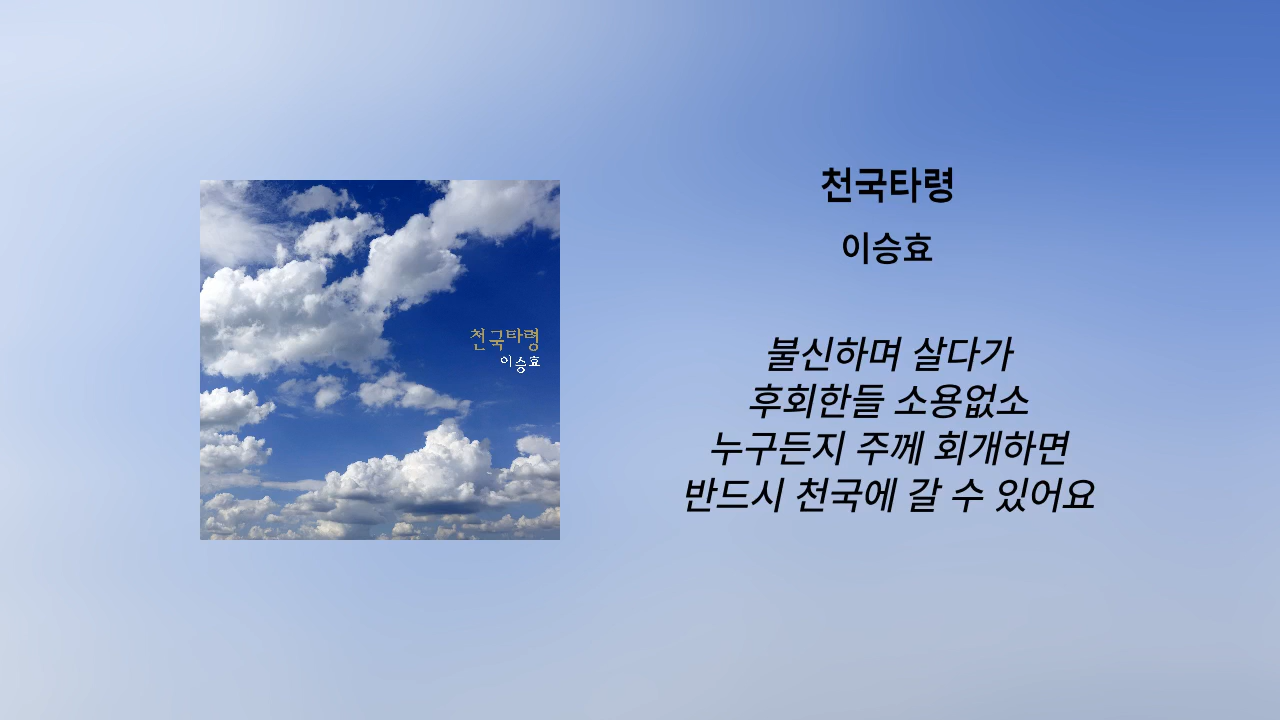 천국타령
이승효
천국타령
이승효
불신하며 살다가
후회한들 소용없소
누구든지 주께 회개하면
반드시 천국에 갈 수 있어요